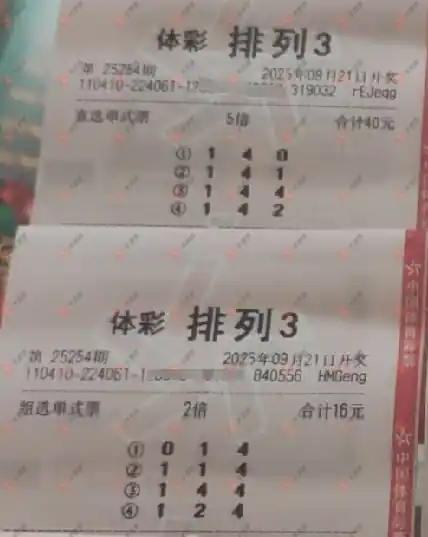 体彩 排列3
第 25254期 2025年09月21日开奖
110410-224061-1 319032 rEJeqg
直选单式票 5倍 合计40元
① 1 4 0
② 1 4 1
③ 1 4 4
④ 1 4 2
体彩 排列3
第 25254期 2025年09月21日开奖
110410-224061-1 840556 HMGeng
组选单式票 2倍 合计16元
① 0 1 4
② 1 1 4
③ 1 4 4
④ 1 2 4